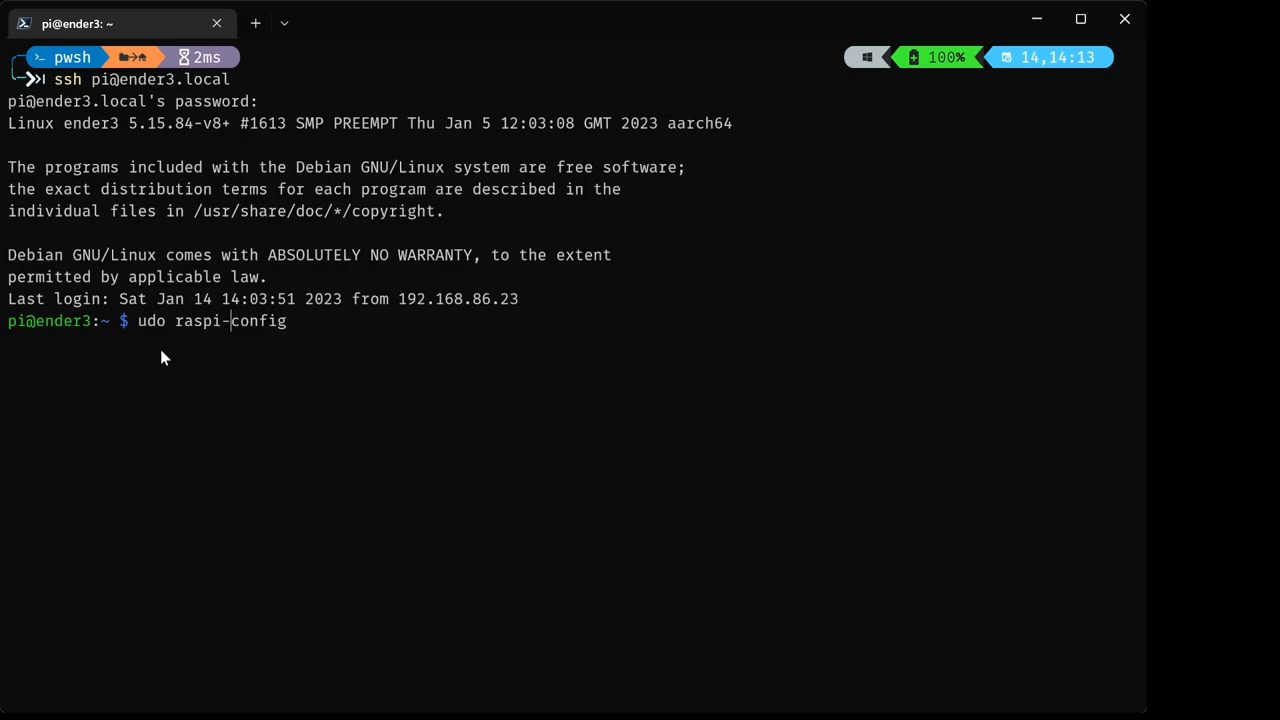 pi@ender3: ~
pwsh 2ms 100% 14,14:13
ssh pi@ender3.local
pi@ender3.local's password:
Linux ender3 5.15.84-v8+ #1613 SMP PREEMPT Thu Jan 5 12:03:08 GMT 2023 aarch64
The programs included with the Debian GNU/Linux system are free software;
the exact distribution terms for each program are described in the
individual files in /usr/share/doc/*/copyright.
Debian GNU/Linux comes with ABSOLUTELY NO WARRANTY, to the extent
permitted by applicable law.
Last login: Sat Jan 14 14:03:51 2023 from 192.168.86.23
pi@ender3:~ $ udo raspi-config